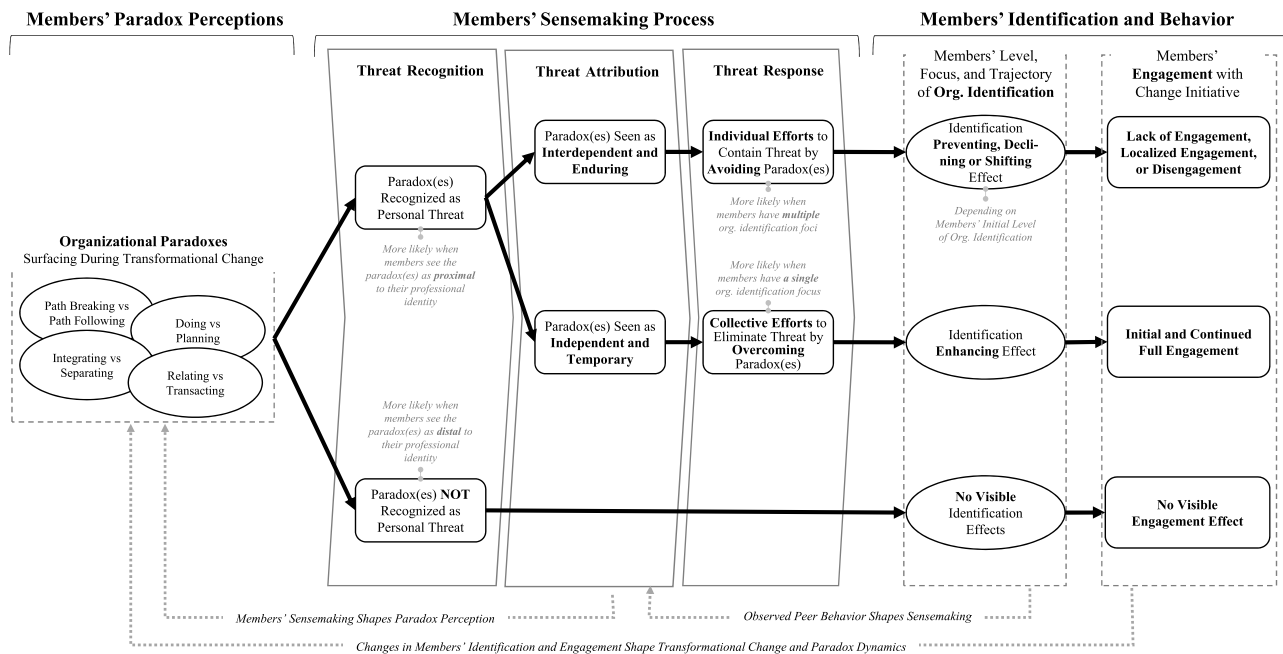 Members' Paradox Perceptions
Members' Sensemaking Process
Members' Identification and Behavior
Threat Recognition
Threat Attribution
Threat Response
Members' Level,
Focus, and Trajectory
of Org. Identification
Members'
Engagement with
Change Initiative
Organizational Paradoxes
Surfacing During Transformational Change
Path Breaking vs
Path Following
Doing vs
Planning
Integrating vs
Separating
Relating vs
Transacting
Paradox(es)
Recognized as
Personal Threat
More likely when
members see the
paradox(es) as proximal
to their professional
identity
More likely when
members see the
paradox(es) as distal to
their professional
identity
Paradox(es) NOT
Recognized as
Personal Threat
Paradox(es) Seen as
Interdependent and
Enduring
Paradox(es) Seen as
Independent and
Temporary
Individual Efforts to
Contain Threat by
Avoiding Paradox(es)
More likely when
members have multiple
org. identification foci
More likely when
members have a single
org. identification focus
Collective Efforts to
Eliminate Threat by
Overcoming
Paradox(es)
Identification
Preventing, Decli-
ning or Shifting
Effect
Depending on
Members' Initial Level
of Org. Identification
Identification
Enhancing Effect
No Visible
Identification
Effects
Lack of Engagement,
Localized Engagement,
or Disengagement
Initial and Continued
Full Engagement
No Visible
Engagement Effect
Members' Sensemaking Shapes Paradox Perception
Observed Peer Behavior Shapes Sensemaking
Changes in Members' Identification and Engagement Shape Transformational Change and Paradox Dynamics